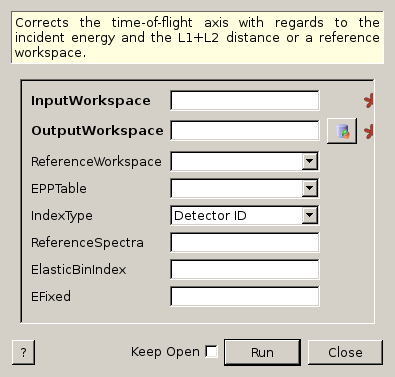 Corrects the time-of-flight axis with regards to the
incident energy and the L1+L2 distance or a reference
workspace.
InputWorkspace
OutputWorkspace
ReferenceWorkspace
EPPTable
IndexType Detector ID
ReferenceSpectra
ElasticBinIndex
EFixed
? Keep Open Run Close